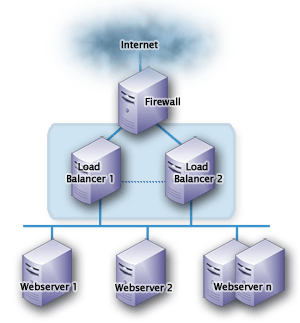 Internet
Firewall
Load
Balancer 1
Load
Balancer 2
Webserver 1
Webserver 2
Webserver n